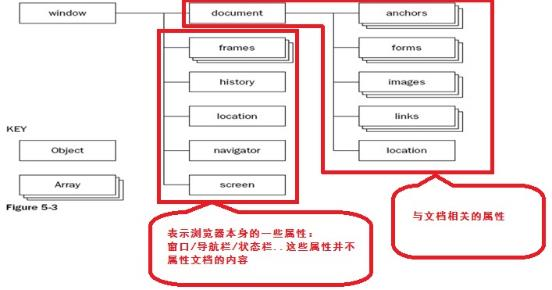 window
document
anchors
frames
forms
history
images
location
links
navigator
location
screen
KEY
Object
Array
Figure 5-3
表示浏览器本身的一些属性：
窗口/导航栏/状态栏..这些属性并不
属性文档的内容
与文档相关的属性